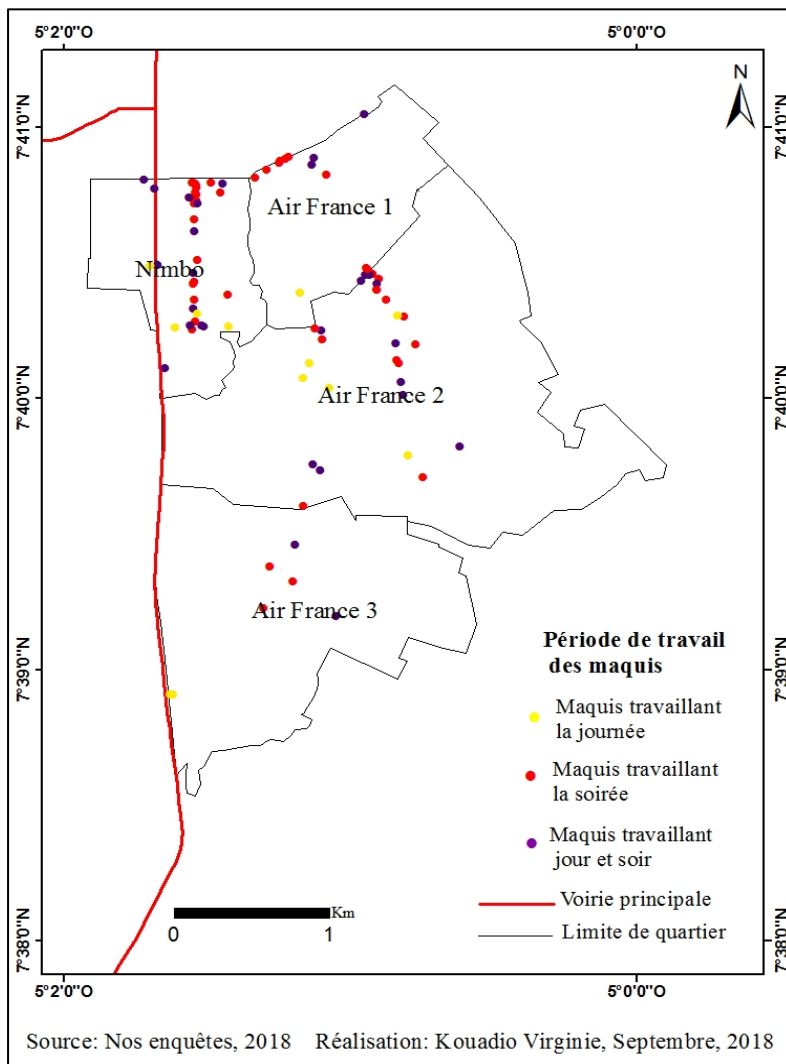 5°2'0"O
5°0'0"O
N
7°41'0"N
7°41'0"N
Air France 1
Nimbo
7°40'0"N
7°40'0"N
Air France 2
Air France 3
Période de travail
des maquis
7°39'0"N
7°39'0"N
Maquis travaillant
la journée
Maquis travaillant
la soirée
Maquis travaillant
jour et soir
Voirie principale
Km
0 1
Limite de quartier
7°38'0"N
7°38'0"N
5°2'0"O
5°0'0"O
Source: Nos enquêtes, 2018 Réalisation: Kouadio Virginie, Septembre, 2018